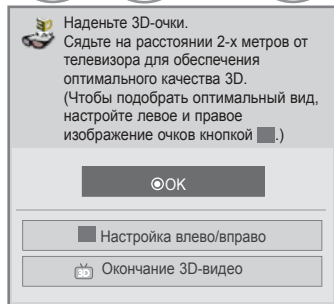 Наденьте 3D-очки.
Сядьте на расстоянии 2-х метров от
телевизора для обеспечения
оптимального качества 3D.
(Чтобы подобрать оптимальный вид,
настройте левое и правое
изображение очков кнопкой .)
OK
Настройка влево/вправо
3D Окончание 3D-видео